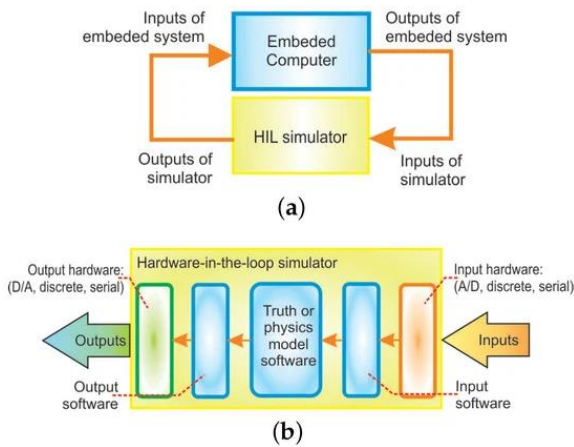 Inputs of
embeded system
Outputs of
embeded system
Embeded
Computer
HIL simulator
Outputs of
simulator
Inputs of
simulator
(a)
Hardware-in-the-loop simulator
Output hardware:
(D/A, discrete, serial)
Input hardware:
(A/D, discrete, serial)
Outputs
Truth or
physics
model
software
Inputs
Output
software
Input
software
(b)